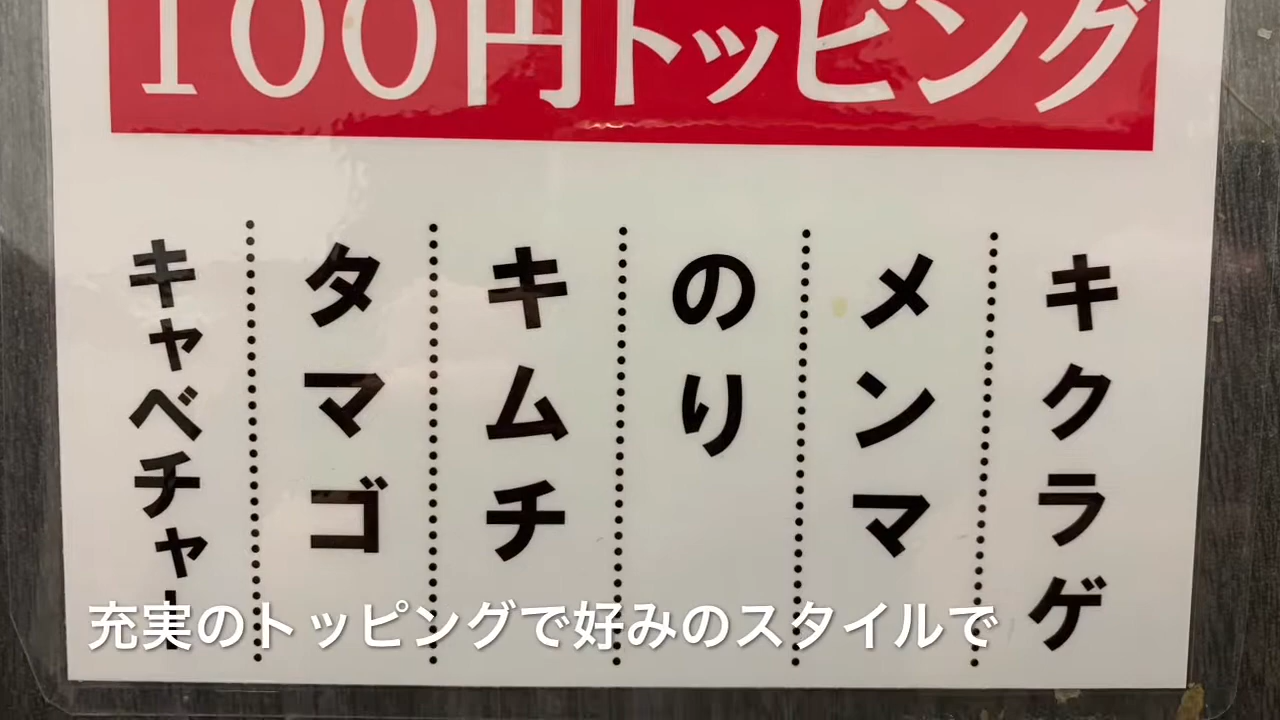 100円トッピング
キクラゲ
メンマ
のり
キムチ
タマゴ
キャベチャー
充実のトッピングで好みのスタイルで